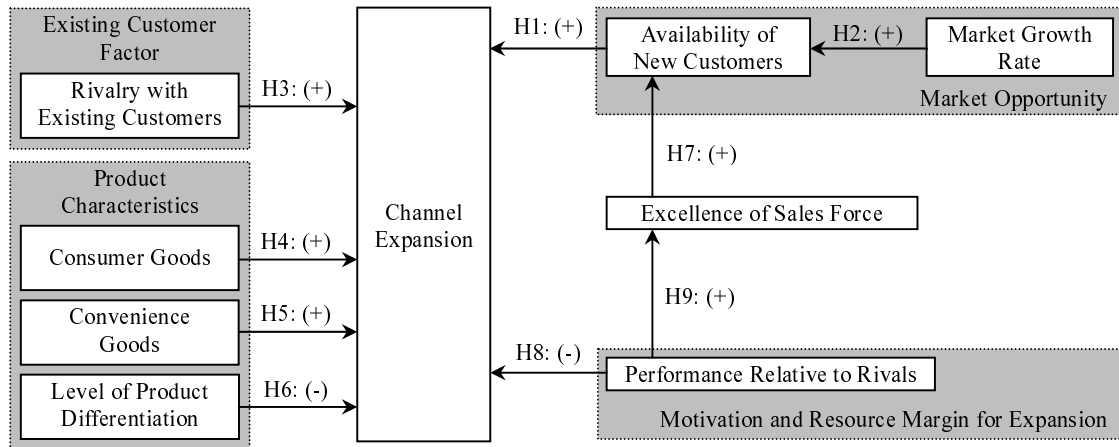 Existing Customer
Factor
Rivalry with
Existing Customers
H3: (+)
Product
Characteristics
Consumer Goods
H4: (+)
Convenience
Goods
H5: (+)
Level of Product
Differentiation
H6: (-)
Channel
Expansion
H1: (+)
Availability of
New Customers
H2: (+)
Market Growth
Rate
Market Opportunity
H7: (+)
Excellence of Sales Force
H9: (+)
H8: (-)
Performance Relative to Rivals
Motivation and Resource Margin for Expansion